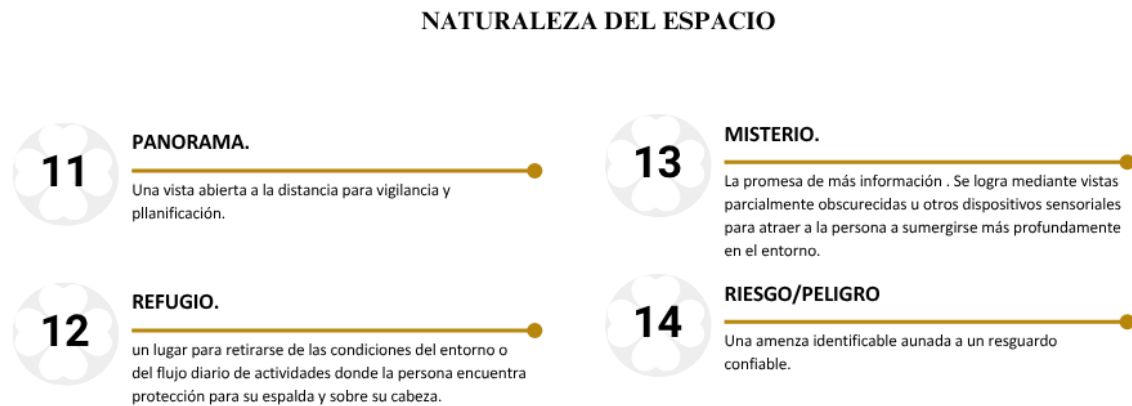 NATURALEZA DEL ESPACIO
11
PANORAMA.
Una vista abierta a la distancia para vigilancia y
pllanificación.
12
REFUGIO.
un lugar para retirarse de las condiciones del entorno o
del flujo diario de actividades donde la persona encuentra
protección para su espalda y sobre su cabeza.
13
MISTERIO.
La promesa de más información . Se logra mediante vistas
parcialmente obscurecidas u otros dispositivos sensoriales
para atraer a la persona a sumergirse más profundamente
en el entorno.
14
RIESGO/PELIGRO
Una amenza identificable aunada a un resguardo
confiable.